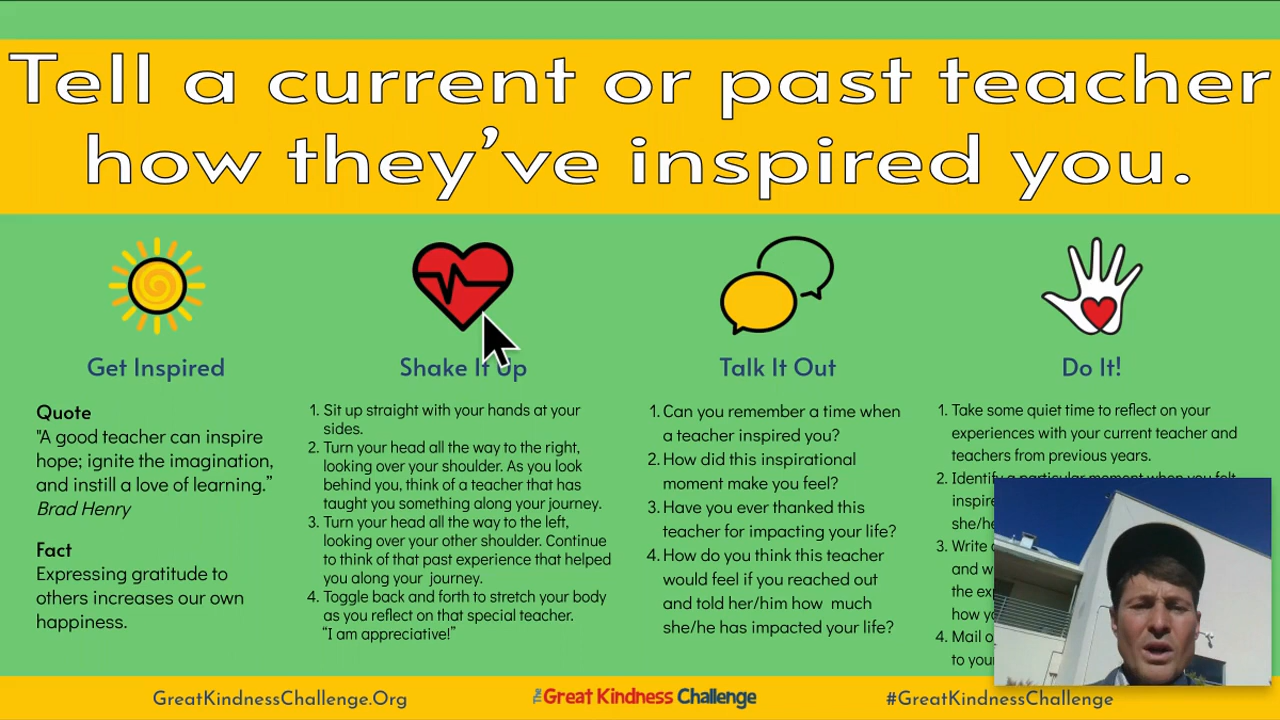 Tell a current or past teacher
how they've inspired you.
Get Inspired
Quote
"A good teacher can inspire
hope; ignite the imagination,
and instill a love of learning.”
Brad Henry
Fact
Expressing gratitude to
others increases our own
happiness.
Shake It Up
1. Sit up straight with your hands at your
sides.
2. Turn your head all the way to the right,
looking over your shoulder. As you look
behind you, think of a teacher that has
taught you something along your journey.
3. Turn your head all the way to the left,
looking over your other shoulder. Continue
to think of that past experience that helped
you along your journey.
4. Toggle back and forth to stretch your body
as you reflect on that special teacher.
“I am appreciative!”
Talk It Out
1. Can you remember a time when
a teacher inspired you?
2. How did this inspirational
moment make you feel?
3. Have you ever thanked this
teacher for impacting your life?
4. How do you think this teacher
would feel if you reached out
and told her/him how much
she/he has impacted your life?
Do It!
1. Take some quiet time to reflect on your
experiences with your current teacher and
teachers from previous years.
2. Identify a particular moment when you felt
3. Write
and
the
how
4. Mail
to
GreatKindnessChallenge.Org
The Great Kindness Challenge
#GreatKindnessChallenge